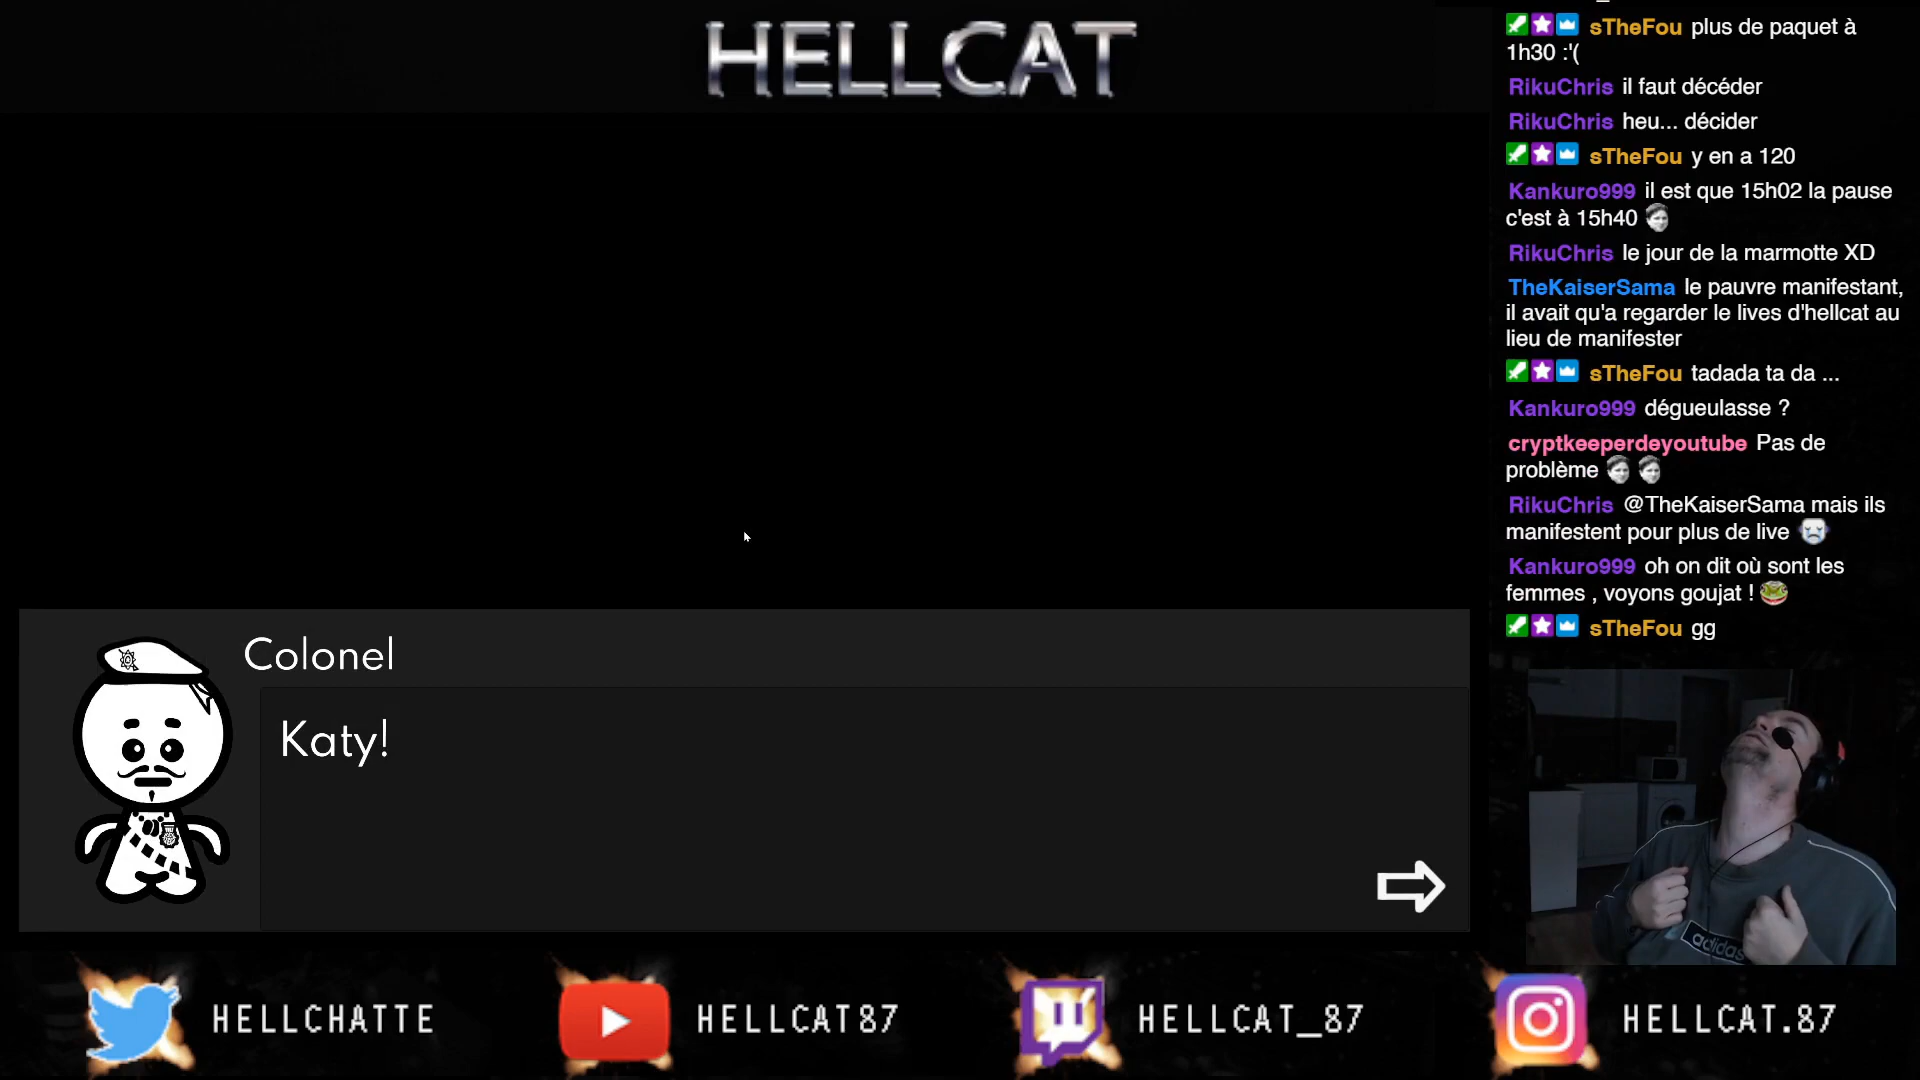 HELLCAT
sTheFou plus de paquet à
1h30 :'(
RikuChris il faut décéder
RikuChris heu... décider
sTheFou y en a 120
Kankuro999 il est que 15h02 la pause
c'est à 15h40
RikuChris le jour de la marmotte XD
TheKaiserSama le pauvre manifestant,
il avait qu'a regarder le lives d'hellcat au
lieu de manifester
sTheFou tadada ta da ...
Kankuro999 dégueulasse ?
cryptkeeperdeyoutube Pas de
problème
RikuChris @TheKaiserSama mais ils
manifestent pour plus de live
Kankuro999 oh on dit où sont les
femmes , voyons goujat !
sTheFou gg
Colonel
Katy!
adidas
HELLCHATTE
HELLCAT87
HELLCAT_87
HELLCAT.87